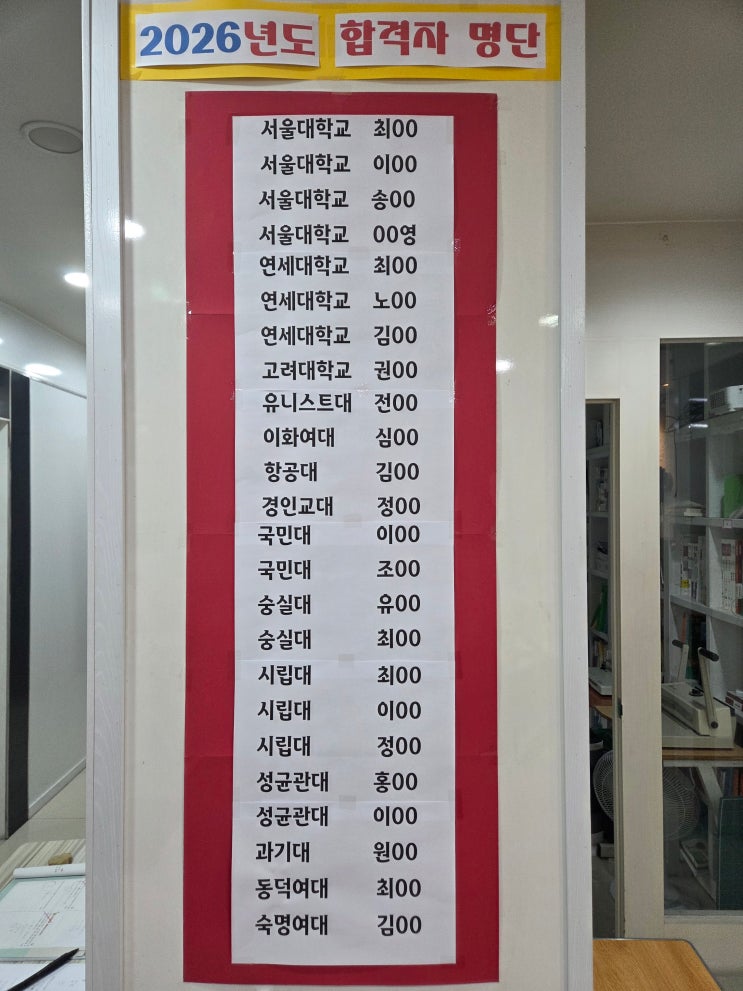 2026년도 합격자 명단
서울대학교 최00
서울대학교 이00
서울대학교 송00
서울대학교 00영
연세대학교 최00
연세대학교 노00
연세대학교 김00
고려대학교 권00
유니스트대 전00
이화여대 심00
항공대 김00
경인교대 정00
국민대 이00
국민대 조00
숭실대 유00
숭실대 최00
시립대 최00
시립대 이00
시립대 정00
성균관대 홍00
성균관대 이00
과기대 원00
동덕여대 최00
숙명여대 김00